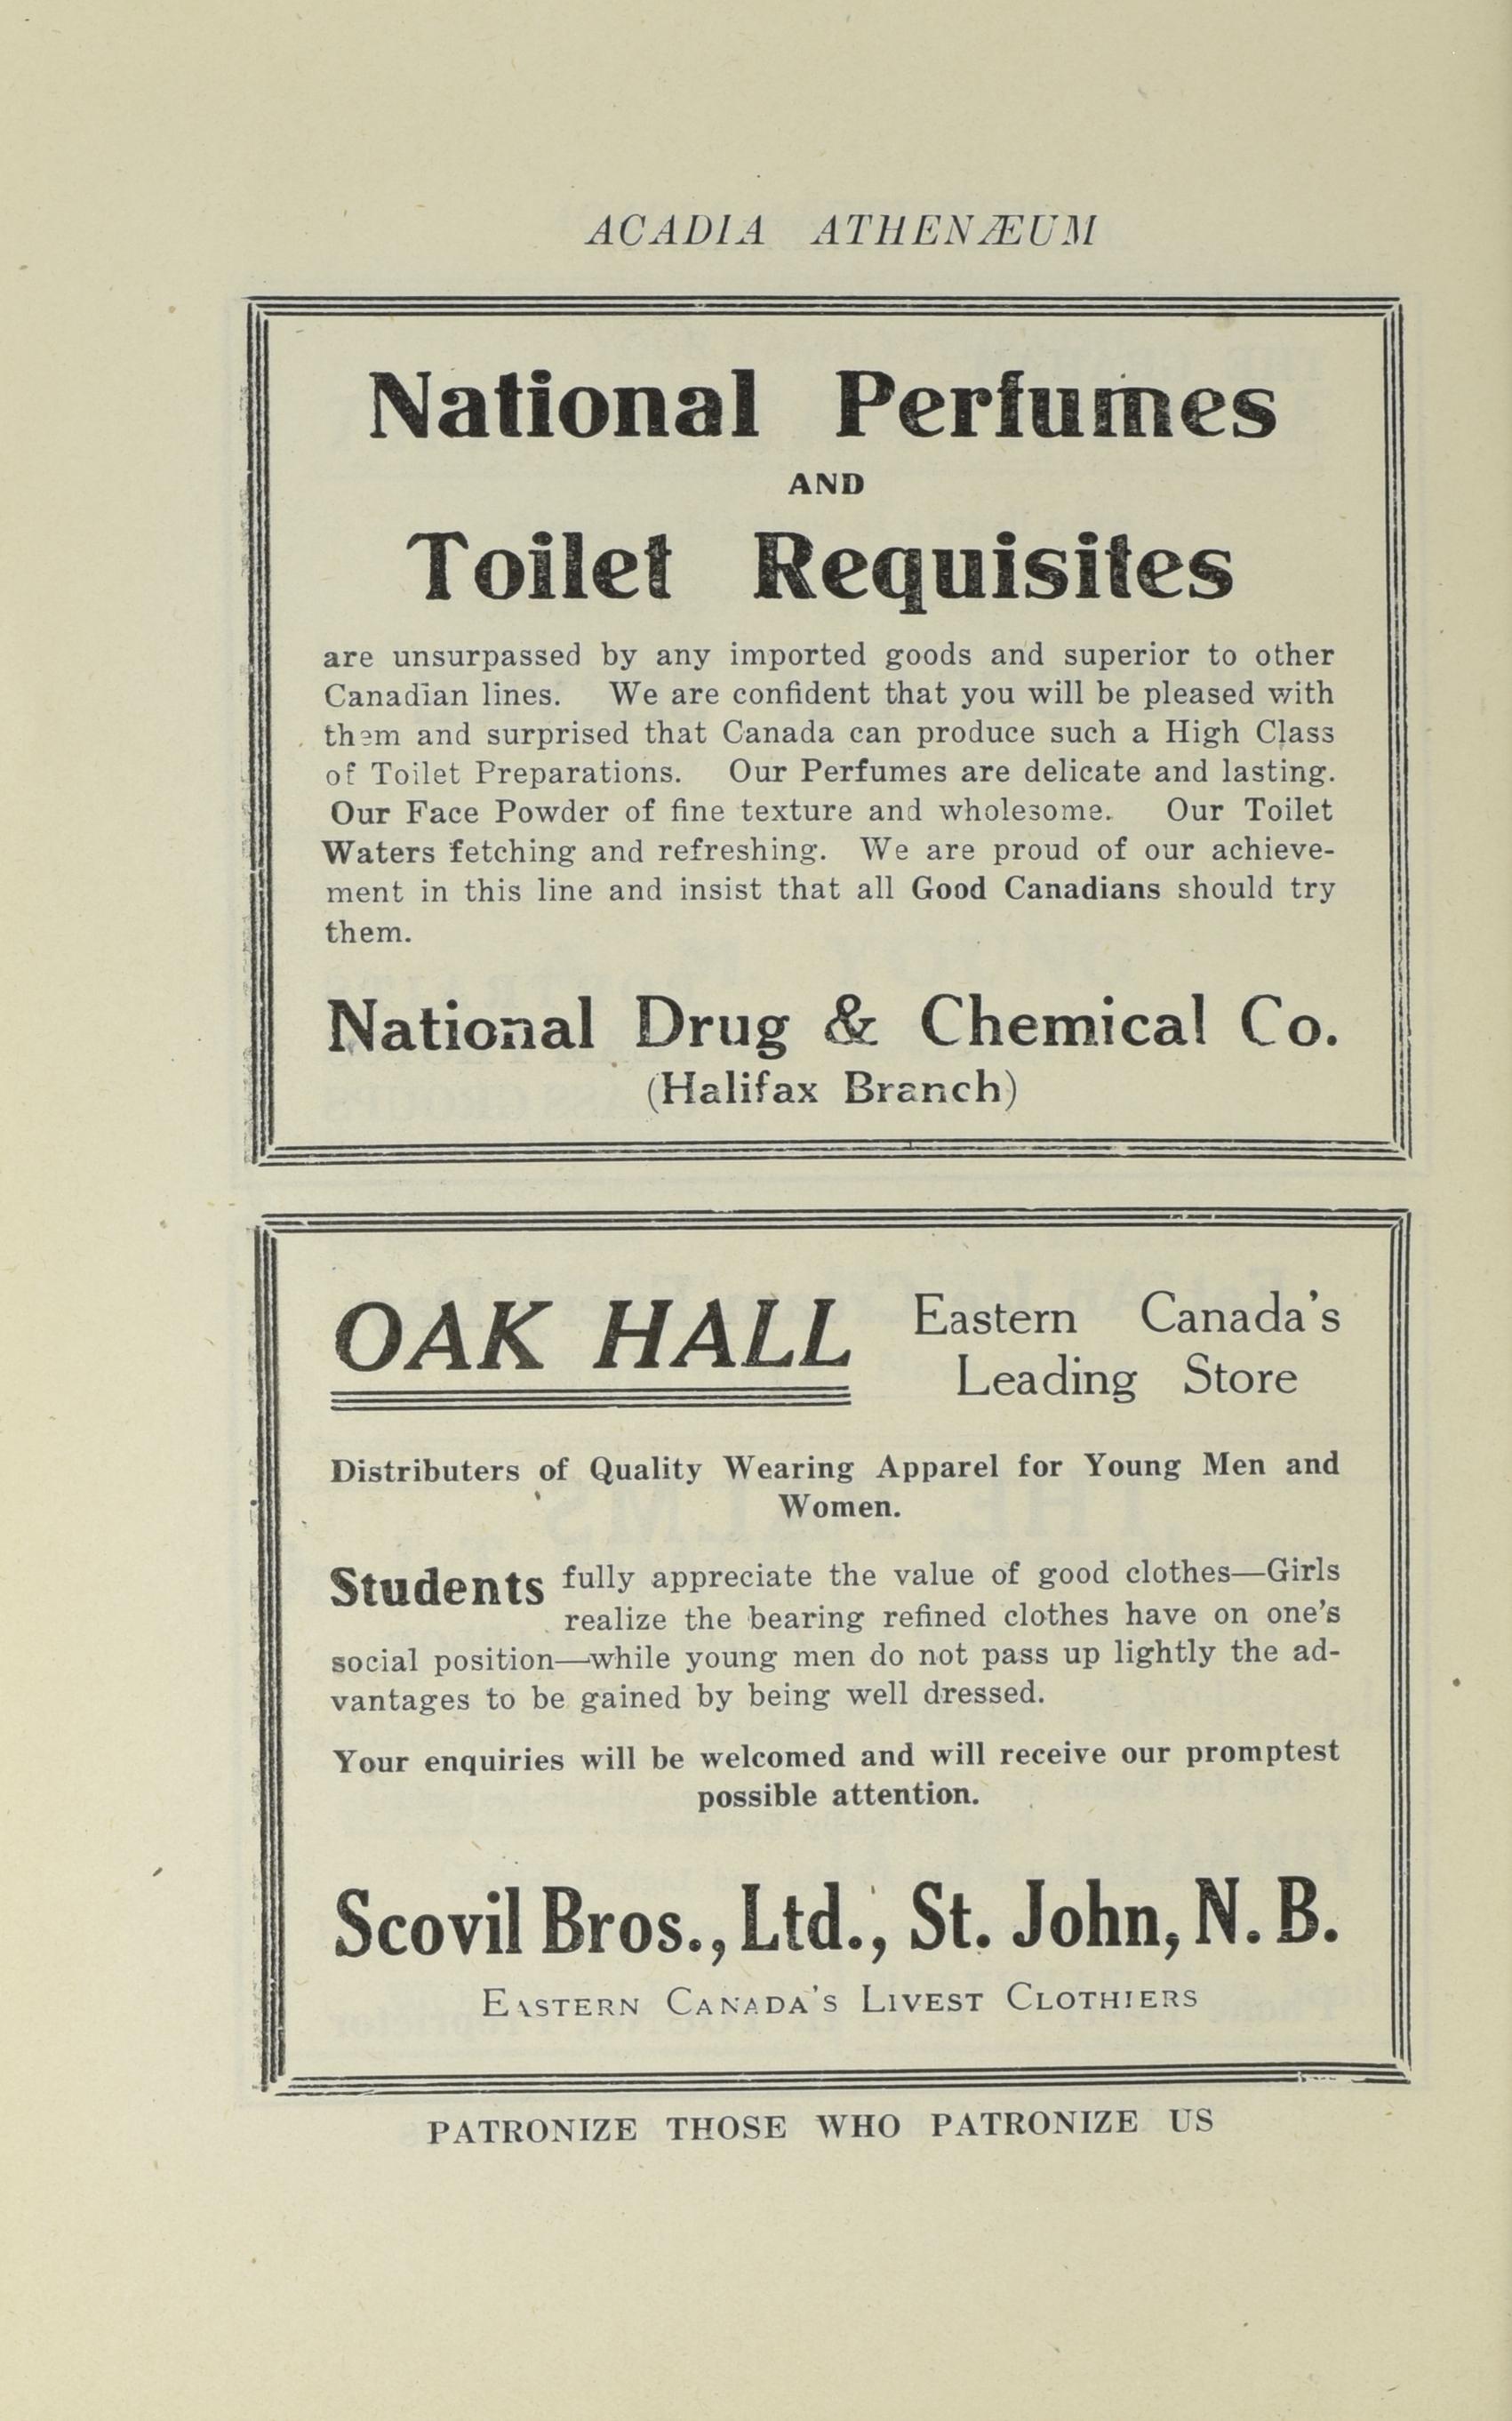 ACADIA ATHENÆUM
National Perfumes
AND
Toilet Requisites
are unsurpassed by any imported goods and superior to other
Canadian lines. We are confident that you will be pleased with
them and surprised that Canada can produce such a High Class
of Toilet Preparations. Our Perfumes are delicate and lasting.
Our Face Powder of fine texture and wholesome. Our Toilet
Waters fetching and refreshing. We are proud of our achieve-
ment in this line and insist that all Good Canadians should try
them.
National Drug & Chemical Co.
(Halifax Branch)
OAK HALL
Eastern Canada's
Leading Store
Distributers of Quality Wearing Apparel for Young Men and
Women.
Students fully appreciate the value of good clothes—Girls
realize the bearing refined clothes have on one's
social position—while young men do not pass up lightly the ad-
vantages to be gained by being well dressed.
Your enquiries will be welcomed and will receive our promptest
possible attention.
Scovil Bros., Ltd., St. John, N. B.
EASTERN CANADA'S LIVEST CLOTHIERS
PATRONIZE THOSE WHO PATRONIZE US